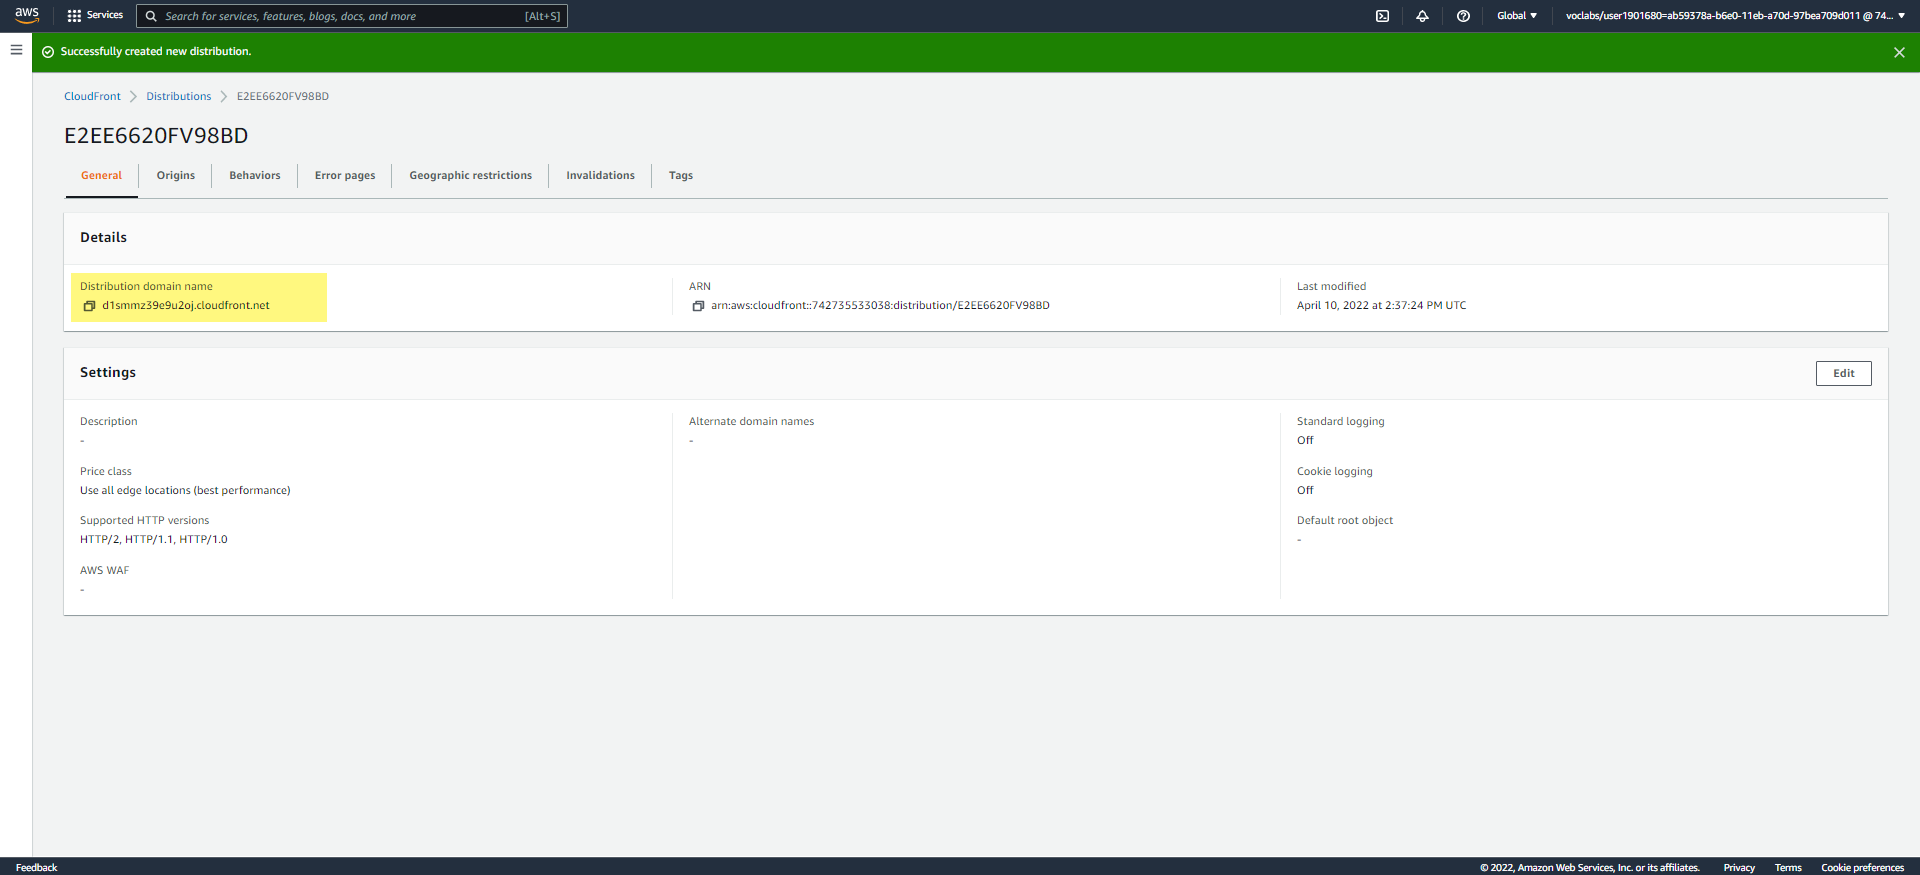 aws
Services
Search for services, features, blogs, docs, and more
[Alt+S]
Global
voclabs/user1901680=ab59378a-b6e0-11eb-a70d-97bea709d011 @ 74...
Successfully created new distribution.
CloudFront
Distributions
E2EE6620FV98BD
E2EE6620FV98BD
General
Origins
Behaviors
Error pages
Geographic restrictions
Invalidations
Tags
Details
Distribution domain name
d1smmz39e9u2oj.cloudfront.net
ARN
arn:aws:cloudfront::742735533038:distribution/E2EE6620FV98BD
Last modified
April 10, 2022 at 2:37:24 PM UTC
Settings
Edit
Description
-
Price class
Use all edge locations (best performance)
Supported HTTP versions
HTTP/2, HTTP/1.1, HTTP/1.0
AWS WAF
-
Alternate domain names
-
Standard logging
Off
Cookie logging
Off
Default root object
-
Feedback
© 2022, Amazon Web Services, Inc. or its affiliates.
Privacy
Terms
Cookie preferences